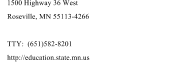 1500 Highway 36 West
Roseville, MN 55113-4266
TTY: (651)582-8201
http://education.state.mn.us